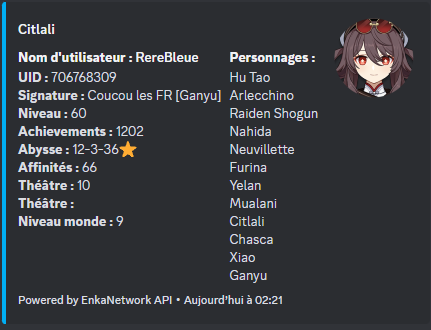 Citlali
Nom d'utilisateur : RereBleue
UID : 706768309
Signature : Coucou les FR [Ganyu]
Niveau : 60
Achievements : 1202
Abysse : 12-3-36⭐
Affinités : 66
Théâtre : 10
Théâtre :
Niveau monde : 9
Personnages :
Hu Tao
Arlecchino
Raiden Shogun
Nahida
Neuvillette
Furina
Yelan
Mualani
Citlali
Chasca
Xiao
Ganyu
Powered by EnkaNetwork API • Aujourd'hui à 02:21